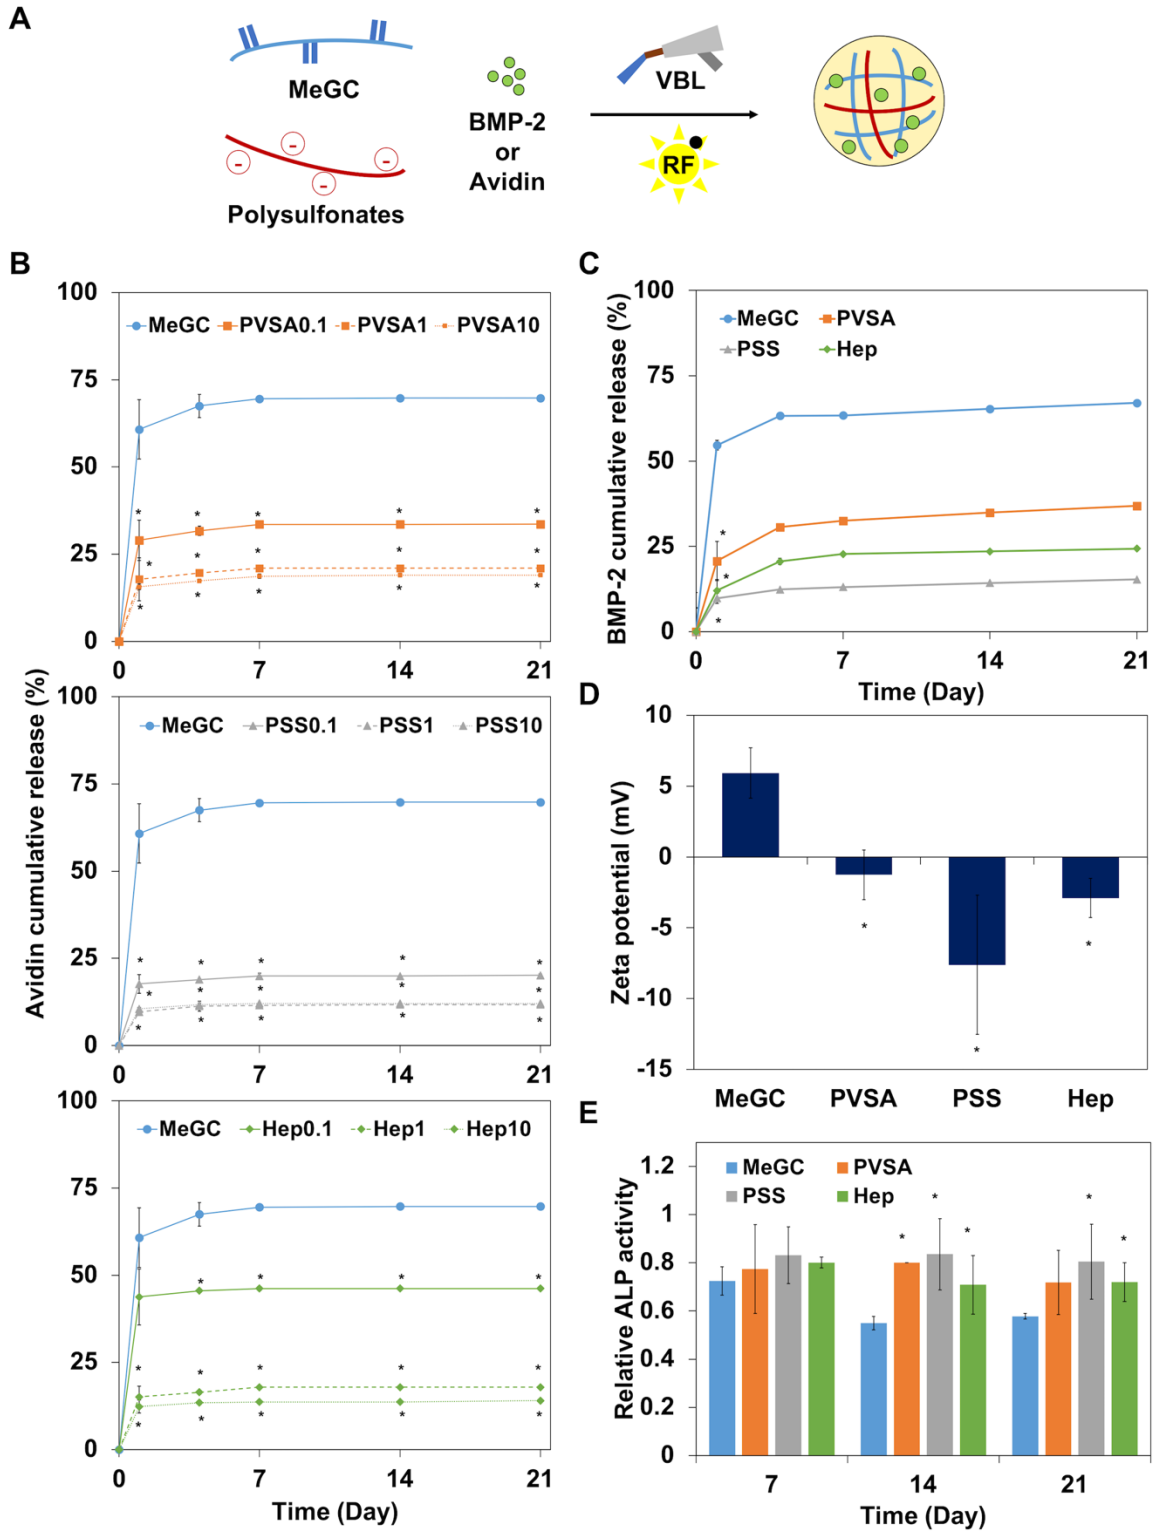 A
MeGC
Polysulfonates
BMP-2
or
Avidin
VBL
RF
- - - -
B
Avidin cumulative release (%)
100
75
50
25
0
MeGC PVSA0.1 PVSA1 PVSA10
* * * * *
* * * * *
* * * * *
0 7 14 21
100
75
50
25
0
MeGC PSS0.1 PSS1 PSS10
* * * * *
* * * * *
* * * * *
0 7 14 21
100
75
50
25
0
MeGC Hep0.1 Hep1 Hep10
* * * *
* * * * *
* * * * *
0 7 14 21
Time (Day)
C
BMP-2 cumulative release (%)
100
75
50
25
0
MeGC PVSA
PSS Hep
*
*
*
0 7 14 21
Time (Day)
D
Zeta potential (mV)
10
5
0
-5
-10
-15
* * *
MeGC PVSA PSS Hep
E
Relative ALP activity
1.2
1
0.8
0.6
0.4
0.2
0
MeGC PVSA
PSS Hep
* * * * *
7 14 21
Time (Day)